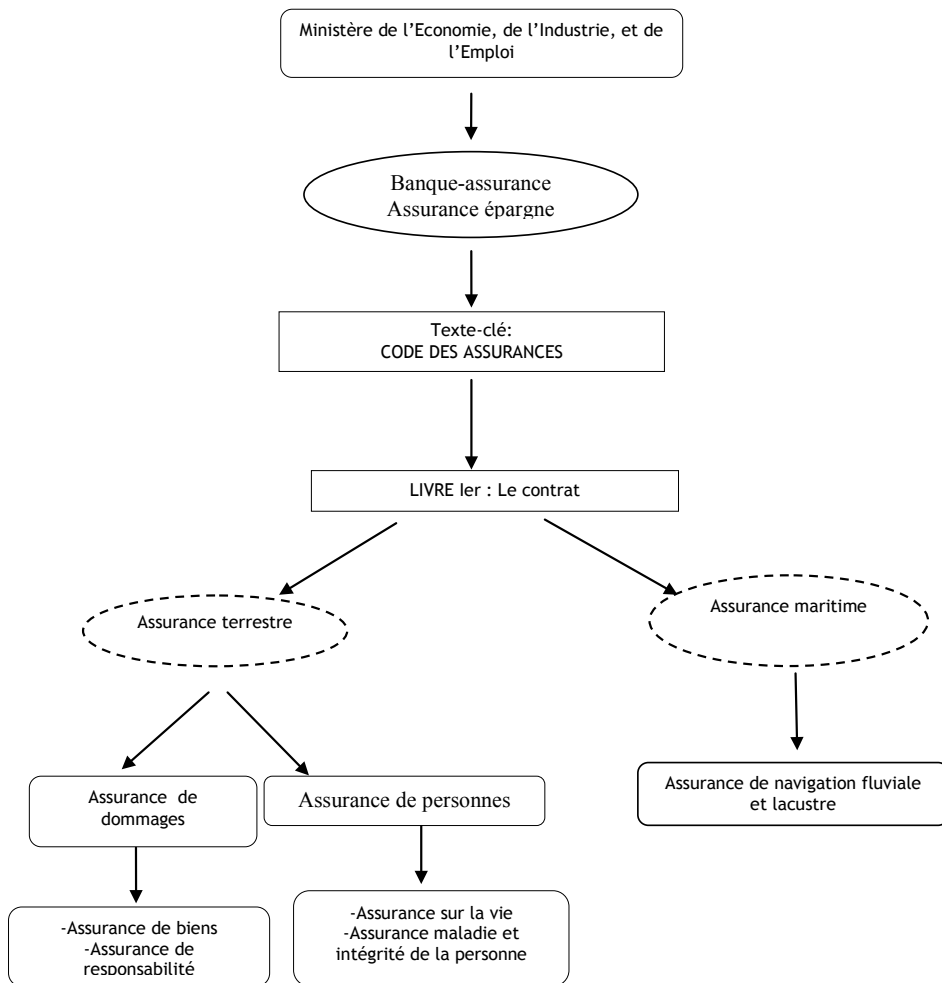 Ministère de l’Economie, de l’Industrie, et de
l’Emploi
Banque-assurance
Assurance épargne
Texte-clé:
CODE DES ASSURANCES
LIVRE Ier : Le contrat
Assurance terrestre
Assurance maritime
Assurance de
dommages
Assurance de personnes
Assurance de navigation fluviale
et lacustre
-Assurance de biens
-Assurance de
responsabilité
-Assurance sur la vie
-Assurance maladie et
intégrité de la personne